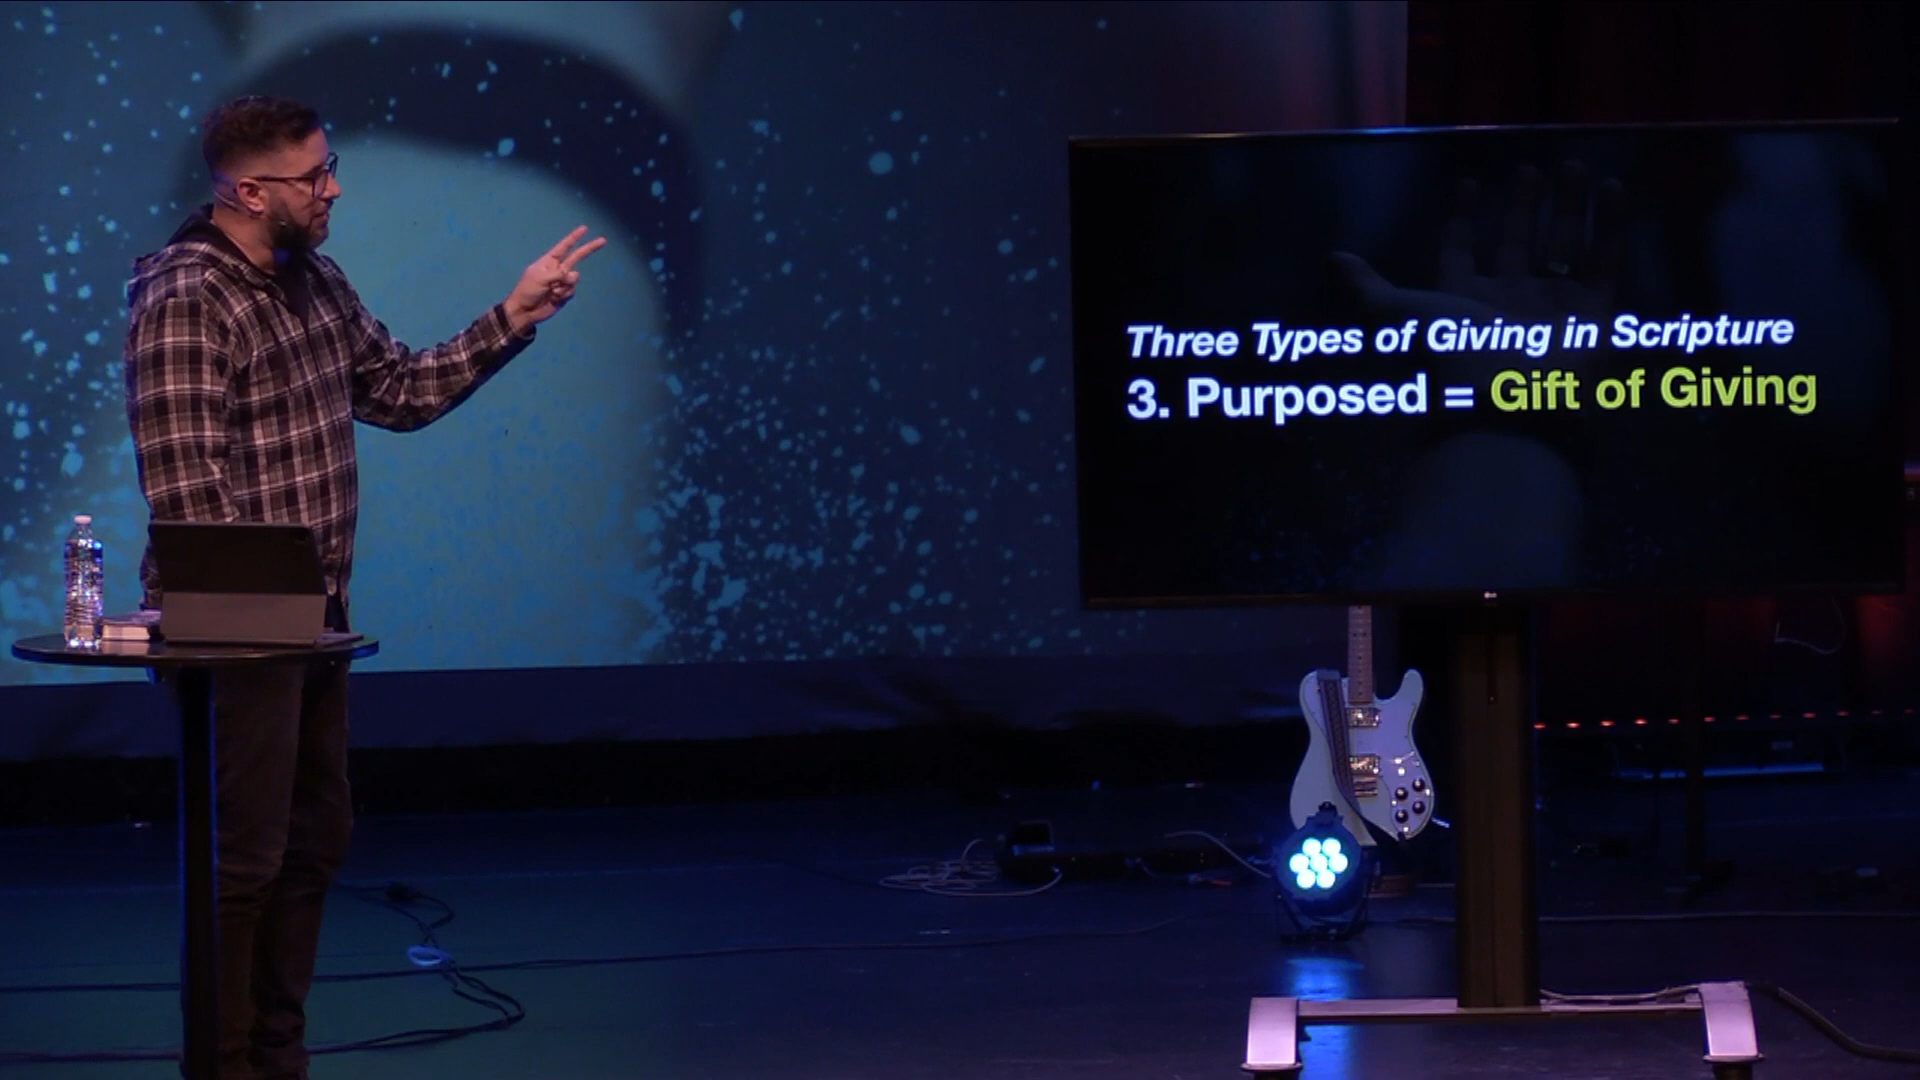 Three Types of Giving in Scripture
3. Purposed = Gift of Giving